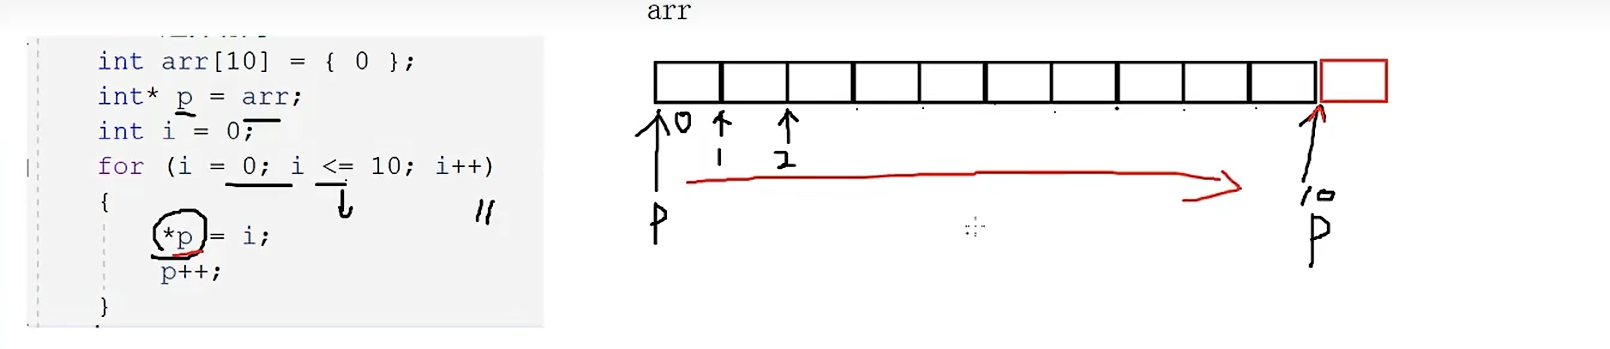 arr
int arr[10] = { 0 };
int* p = arr;
int i = 0;
for (i = 0; i <= 10; i++)
{
*p = i;
p++;
}
0 1 2 10
11
P P